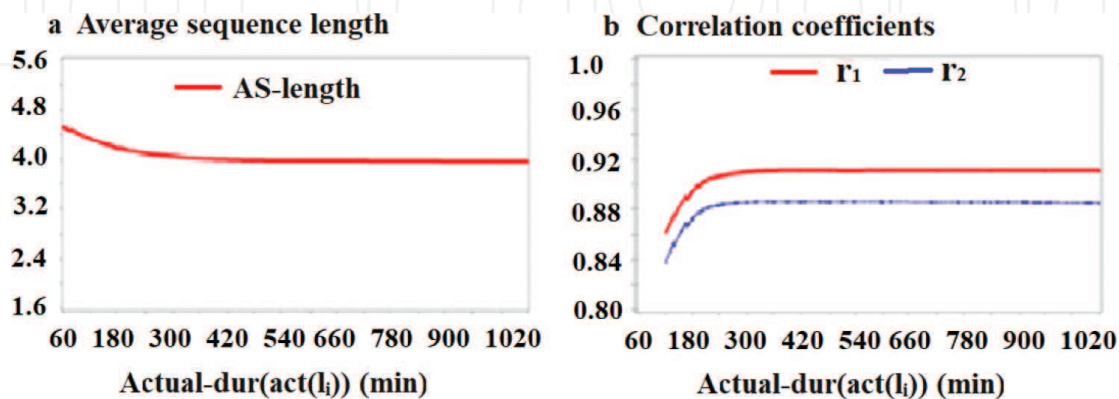 a Average sequence length
5.6
4.8
4.0
3.2
2.4
1.6
AS-length
60 180 300 420 540 660 780 900 1020
Actual-dur(act(lᵢ)) (min)
b Correlation coefficients
1.0
0.96
0.92
0.88
0.84
0.80
r₁ r₂
60 180 300 420 540 660 780 900 1020
Actual-dur(act(lᵢ)) (min)